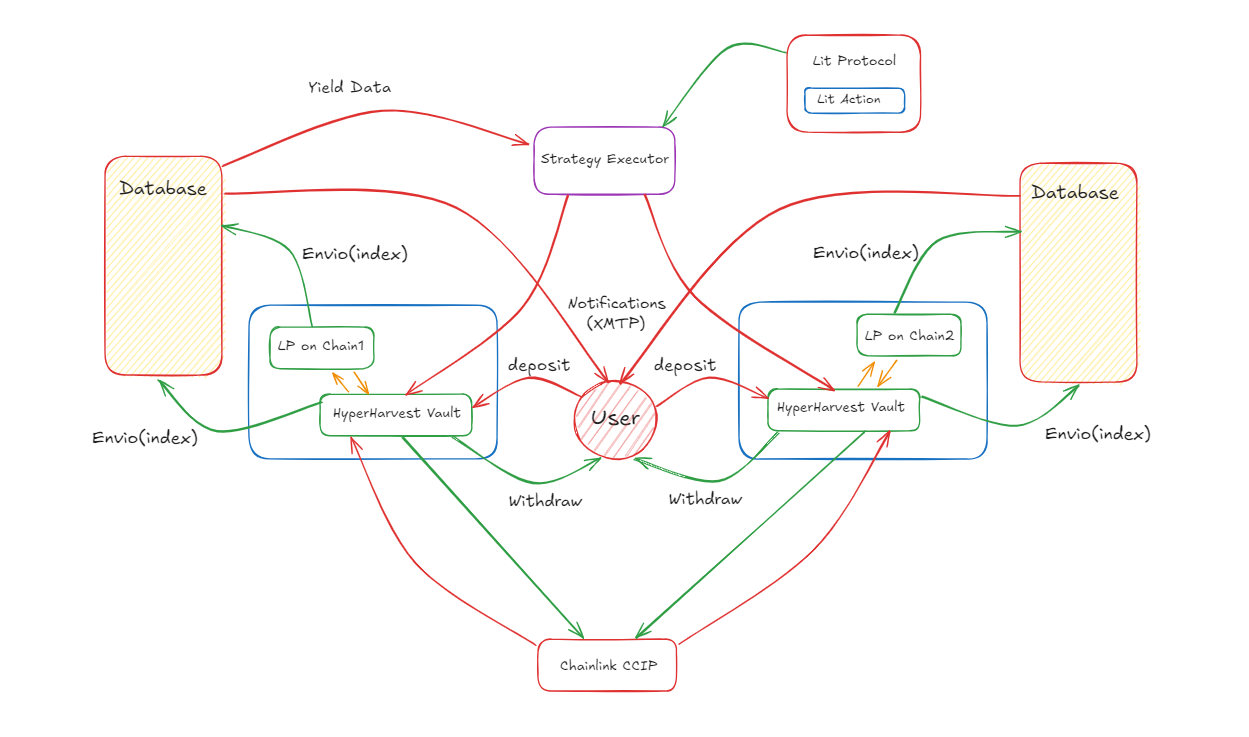 Lit Protocol
Lit Action
Yield Data
Strategy Executor
Database
Database
Envio(index)
Envio(index)
Notifications
(XMTP)
LP on Chain1
LP on Chain2
deposit
deposit
HyperHarvest Vault
User
HyperHarvest Vault
Envio(index)
Envio(index)
Withdraw
Withdraw
Chainlink CCIP